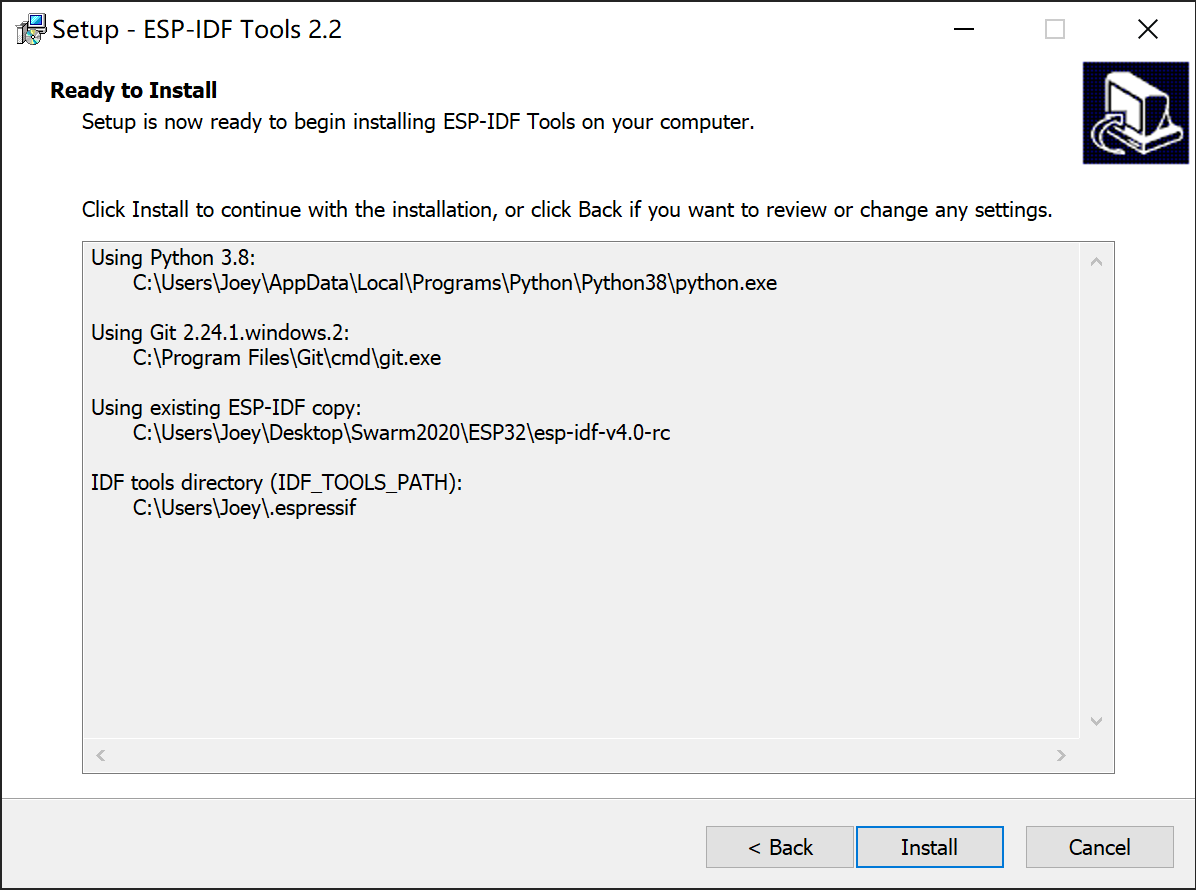 Setup - ESP-IDF Tools 2.2
Ready to Install
Setup is now ready to begin installing ESP-IDF Tools on your computer.
Click Install to continue with the installation, or click Back if you want to review or change any settings.
Using Python 3.8:
C:\Users\Joey\AppData\Local\Programs\Python\Python38\python.exe
Using Git 2.24.1.windows.2:
C:\Program Files\Git\cmd\git.exe
Using existing ESP-IDF copy:
C:\Users\Joey\Desktop\Swarm2020\ESP32\esp-idf-v4.0-rc
IDF tools directory (IDF_TOOLS_PATH):
C:\Users\Joey\.espressif
< Back
Install
Cancel